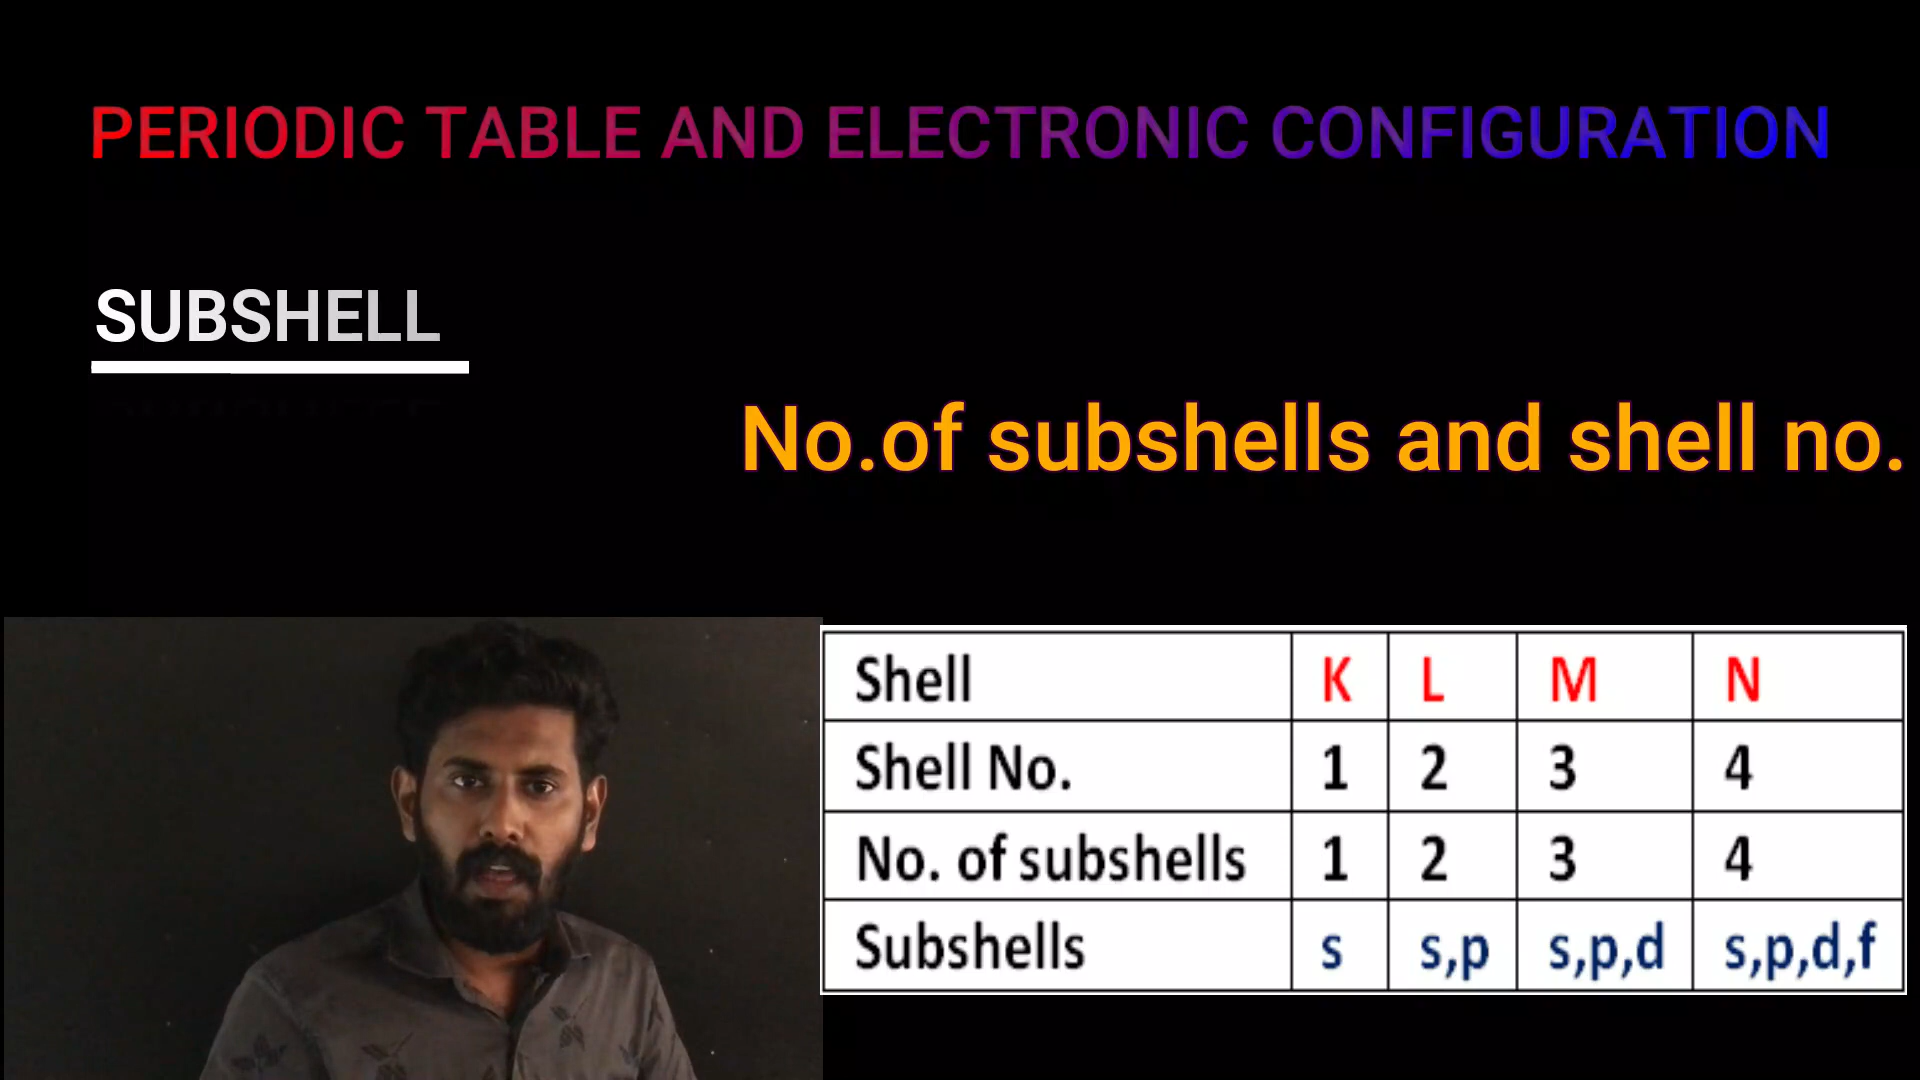 PERIODIC TABLE AND ELECTRONIC CONFIGURATION
SUBSHELL
No.of subshells and shell no.
Shell K L M N
Shell No. 1 2 3 4
No. of subshells 1 2 3 4
Subshells s s,p s,p,d s,p,d,f